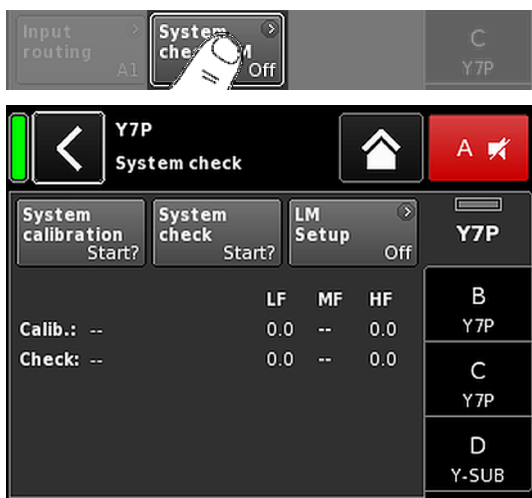 Input
routing
A1
System
Off
C
Y7P
Y7P
System check
A
System
calibration
Start?
System
check
Start?
LM
Setup
Off
Y7P
LF MF HF
Calib.: -- 0.0 -- 0.0
Check: -- 0.0 -- 0.0
B
Y7P
C
Y7P
D
Y-SUB